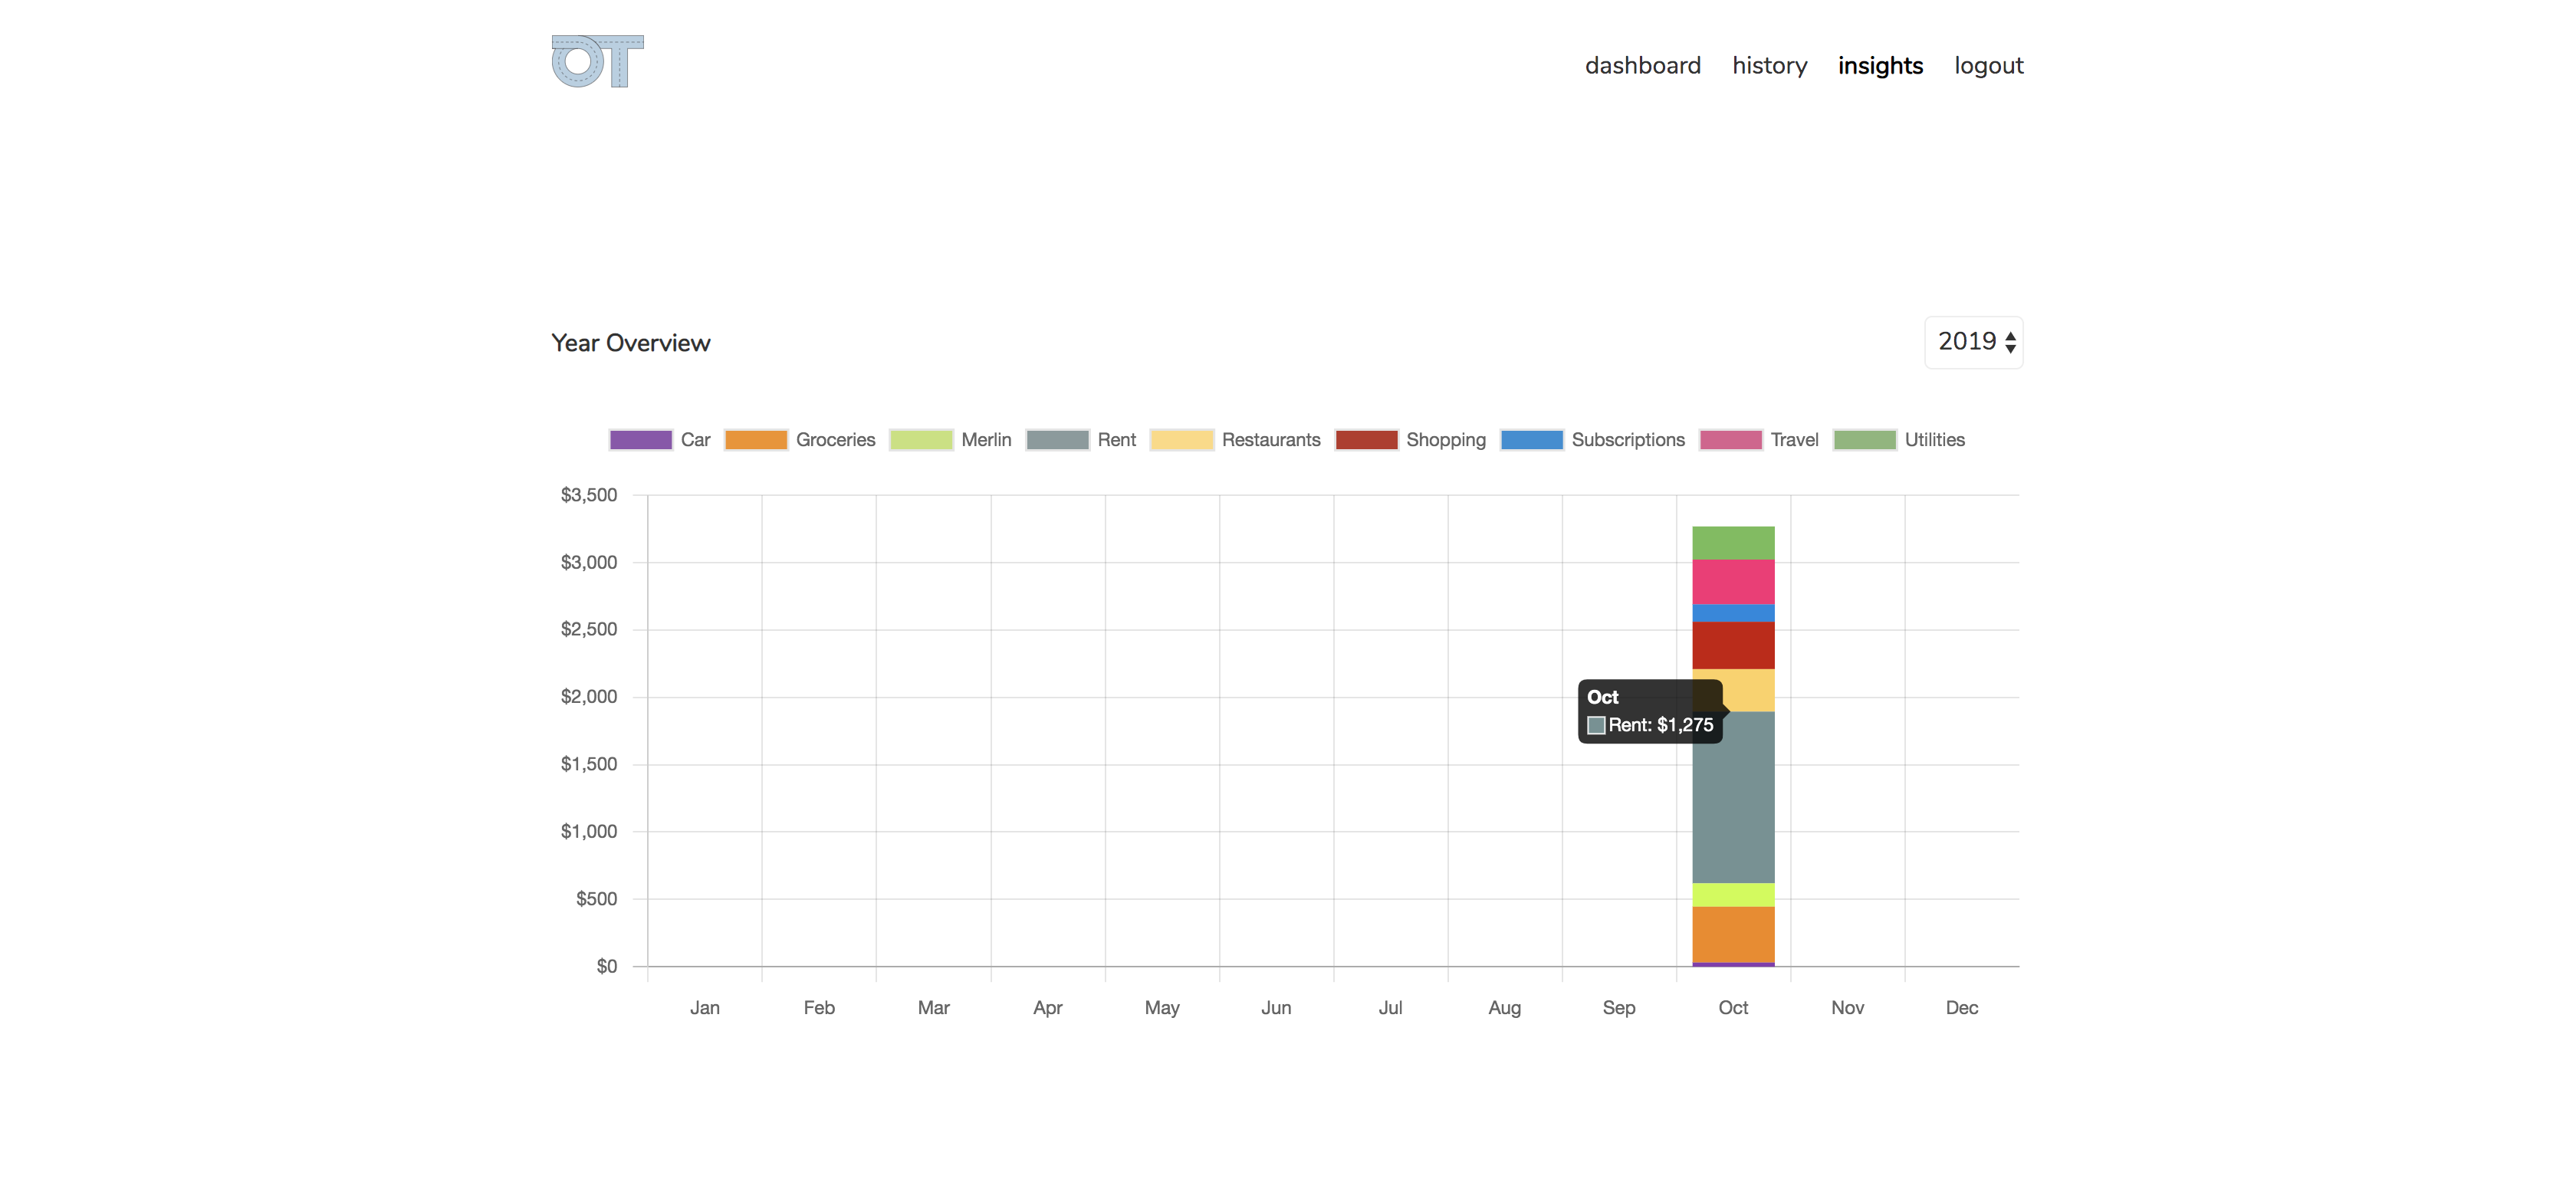 OT
dashboard history insights logout
Year Overview
2019
Car Groceries Merlin Rent Restaurants Shopping Subscriptions Travel Utilities
$3,500
$3,000
$2,500
$2,000
$1,500
$1,000
$500
$0
Oct
Rent: $1,275
Jan Feb Mar Apr May Jun Jul Aug Sep Oct Nov Dec